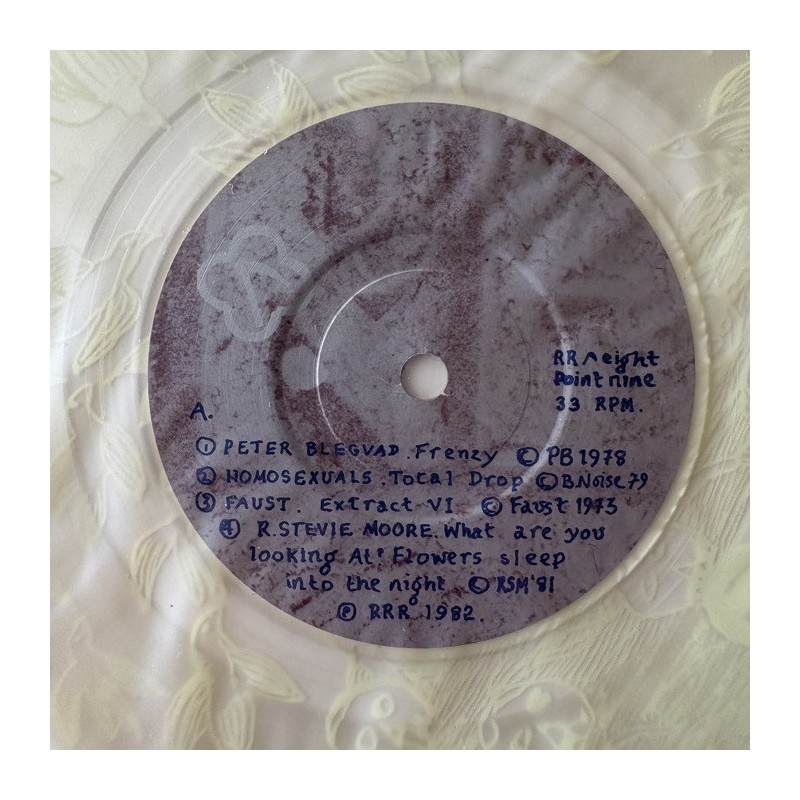 RR^eight
Point nine
33 RPM.
A.
① PETER BLEGVAD. Frenzy © PB 1978
② HOMOSEXUALS. Total Drop © B.Noise 79
③ FAUST. Extract VI © Faust 1973
④ R.STEVIE MOORE. What are you
looking At? Flowers sleep
into the night © RSM'81
℗ RRR 1982.